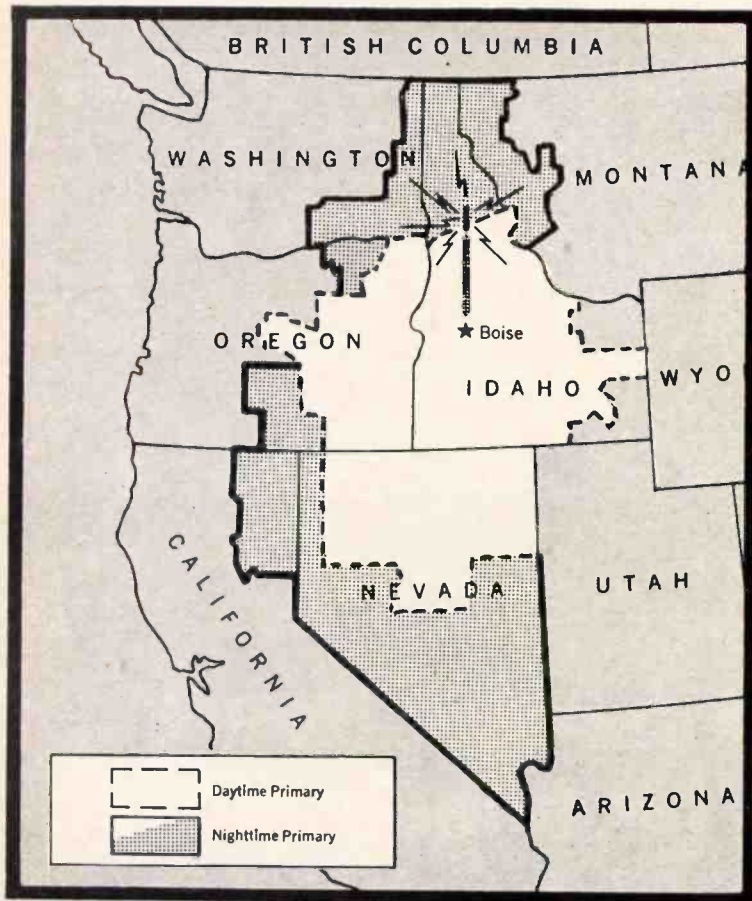 BRITISH COLUMBIA
WASHINGTON
MONTANA
OREGON
★ Boise
IDAHO
WYO
NEVADA
UTAH
CALIFORNIA
ARIZONA
Daytime Primary
Nighttime Primary